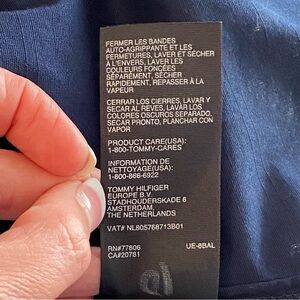 FERMER LES BANDES
AUTO-AGRIPPANTE ET LES
FERMETURES, LAVER ET SÉCHER
À L'ENVERS, LAVER LES
COULEURS FONCÉES
SÉPARÉMENT, SÉCHER
RAPIDEMENT, REPASSER À LA
VAPEUR
CERRAR LOS CIERRES, LAVAR Y
SECAR AL REVES, LAVAR LOS
COLORES OSCUROS SEPARADO,
SECAR PRONTO, PLANCHAR CON
VAPOR
PRODUCT CARE(USA):
1-800-TOMMY-CARES
INFORMATION DE
NETTOYAGE(USA):
1-800-866-6922
TOMMY HILFIGER
EUROPE B.V.
STADHOUDERSKADE 6
AMSTERDAM,
THE NETHERLANDS
VAT# NL805768713B01
RN#77806 UE-8BAL
CA#20781